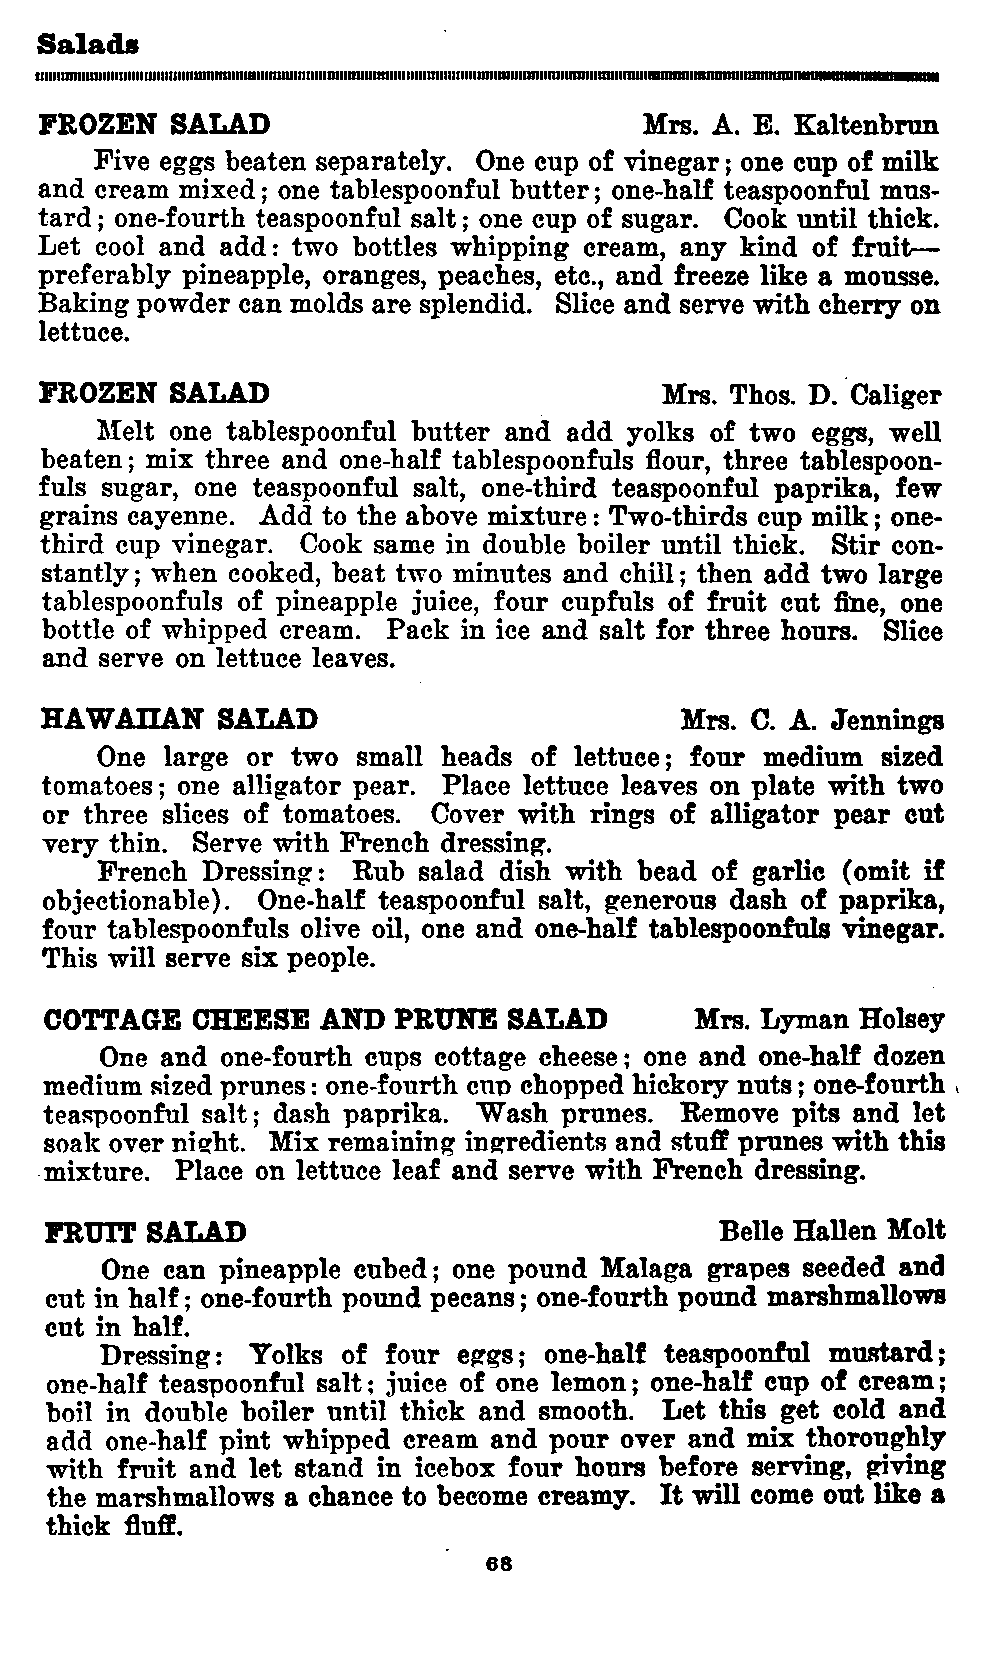 Salads
FROZEN SALAD Mrs. A. E. Kaltenbrun
Five eggs beaten separately. One cup of vinegar; one cup of milk
and cream mixed; one tablespoonful butter; one-half teaspoonful mus-
tard; one-fourth teaspoonful salt; one cup of sugar. Cook until thick.
Let cool and add: two bottles whipping cream, any kind of fruit—
preferably pineapple, oranges, peaches, etc., and freeze like a mousse.
Baking powder can molds are splendid. Slice and serve with cherry on
lettuce.
FROZEN SALAD Mrs. Thos. D. Caliger
Melt one tablespoonful butter and add yolks of two eggs, well
beaten; mix three and one-half tablespoonfuls flour, three tablespoon-
fuls sugar, one teaspoonful salt, one-third teaspoonful paprika, few
grains cayenne. Add to the above mixture: Two-thirds cup milk; one-
third cup vinegar. Cook same in double boiler until thick. Stir con-
stantly; when cooked, beat two minutes and chill; then add two large
tablespoonfuls of pineapple juice, four cupfuls of fruit cut fine, one
bottle of whipped cream. Pack in ice and salt for three hours. Slice
and serve on lettuce leaves.
HAWAIIAN SALAD Mrs. C. A. Jennings
One large or two small heads of lettuce; four medium sized
tomatoes; one alligator pear. Place lettuce leaves on plate with two
or three slices of tomatoes. Cover with rings of alligator pear cut
very thin. Serve with French dressing.
French Dressing: Rub salad dish with bead of garlic (omit if
objectionable). One-half teaspoonful salt, generous dash of paprika,
four tablespoonfuls olive oil, one and one-half tablespoonfuls vinegar.
This will serve six people.
COTTAGE CHEESE AND PRUNE SALAD Mrs. Lyman Holsey
One and one-fourth cups cottage cheese; one and one-half dozen
medium sized prunes: one-fourth cup chopped hickory nuts; one-fourth
teaspoonful salt; dash paprika. Wash prunes. Remove pits and let
soak over night. Mix remaining ingredients and stuff prunes with this
mixture. Place on lettuce leaf and serve with French dressing.
FRUIT SALAD Belle Hallen Molt
One can pineapple cubed; one pound Malaga grapes seeded and
cut in half; one-fourth pound pecans; one-fourth pound marshmallows
cut in half.
Dressing: Yolks of four eggs; one-half teaspoonful mustard;
one-half teaspoonful salt; juice of one lemon; one-half cup of cream;
boil in double boiler until thick and smooth. Let this get cold and
add one-half pint whipped cream and pour over and mix thoroughly
with fruit and let stand in icebox four hours before serving, giving
the marshmallows a chance to become creamy. It will come out like a
thick fluff.
68